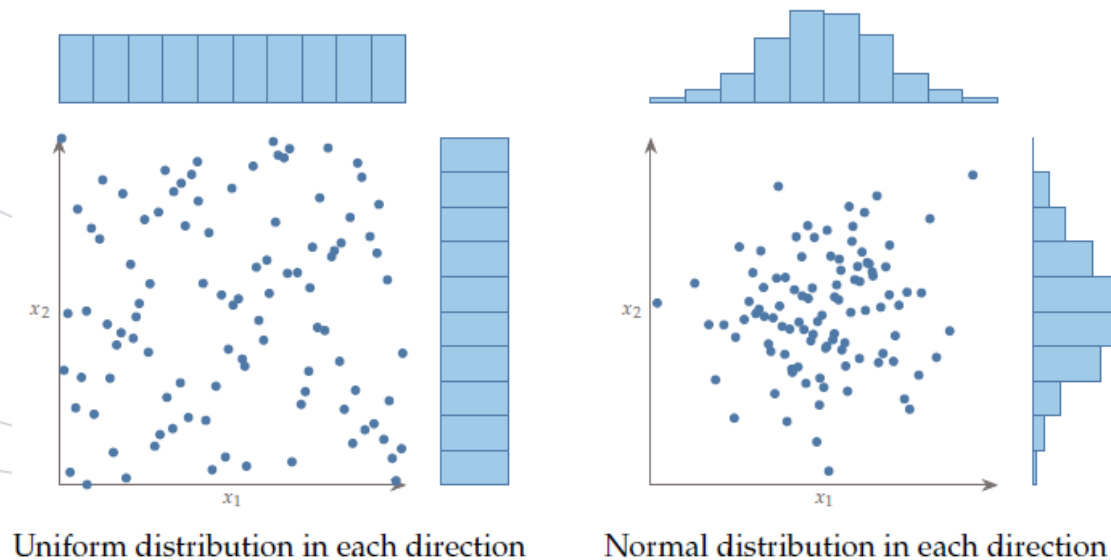 x₂
x₁
x₂
x₁
Uniform distribution in each direction
Normal distribution in each direction